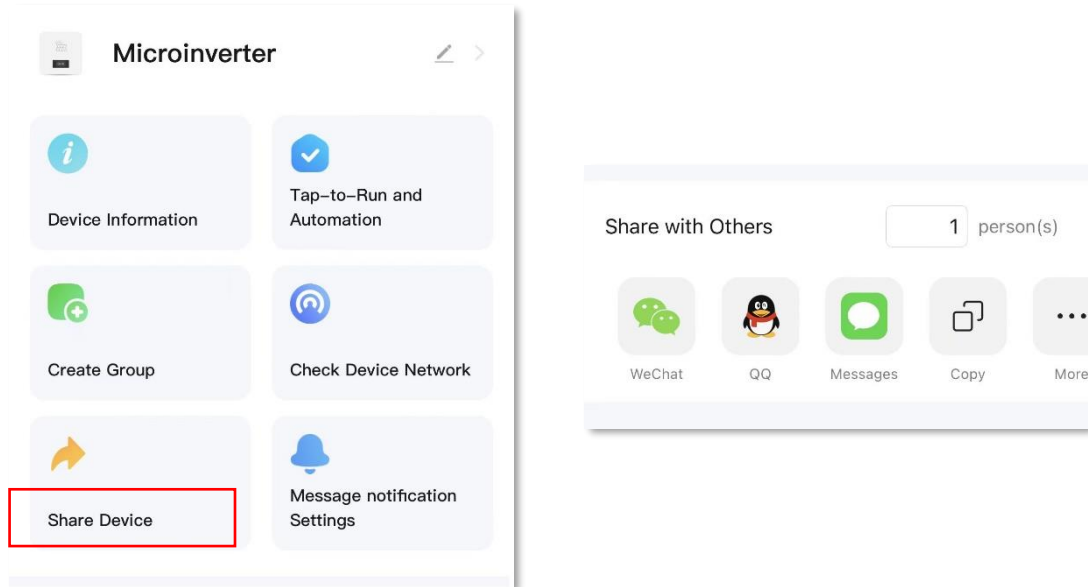 Microinverter
Device Information
Tap-to-Run and
Automation
Create Group
Check Device Network
Share Device
Message notification
Settings
Share with Others
1 person(s)
WeChat
QQ
Messages
Copy
More